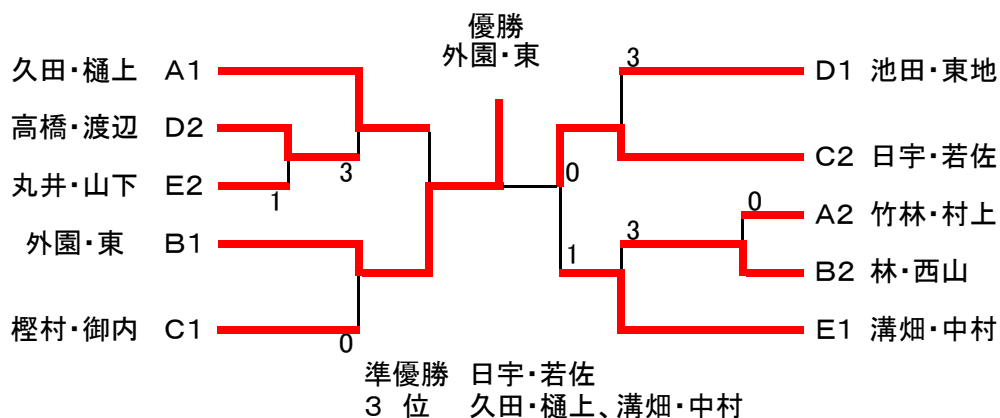 優勝
外園・東
久田・樋上 A1
高橋・渡辺 D2
丸井・山下 E2
外園・東 B1
樫村・御内 C1
1
3
0
3
0
0
1
3
D1 池田・東地
C2 日宇・若佐
A2 竹林・村上
B2 林・西山
E1 溝畑・中村
準優勝 日宇・若佐
3 位 久田・樋上、溝畑・中村